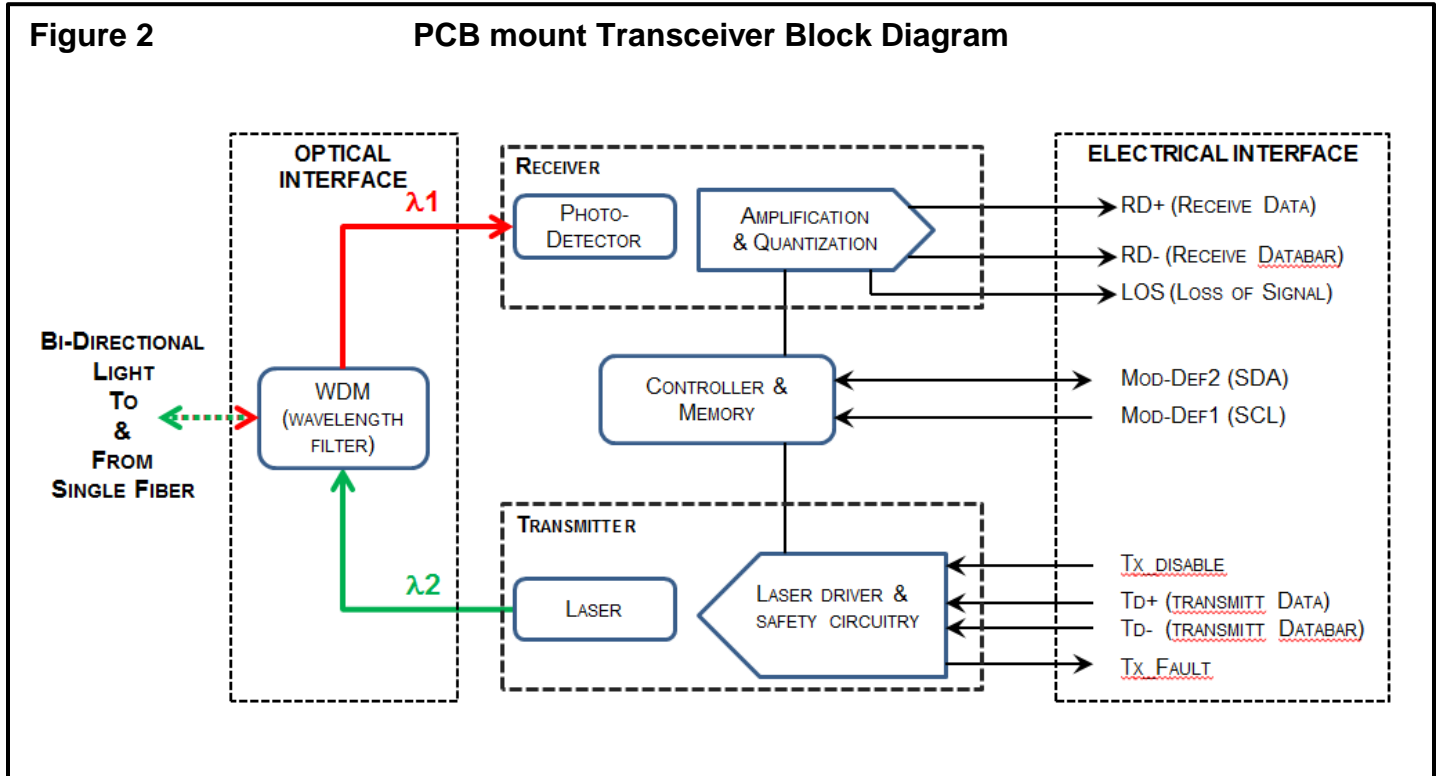 Figure 2
PCB mount Transceiver Block Diagram
OPTICAL
INTERFACE
λ1
RECEIVER
PHOTO-
DETECTOR
AMPLIFICATION
& QUANTIZATION
ELECTRICAL INTERFACE
RD+ (RECEIVE DATA)
RD- (RECEIVE DATABAR)
LOS (LOSS OF SIGNAL)
BI-DIRECTIONAL
LIGHT
TO
&
FROM
SINGLE FIBER
WDM
(WAVELENGTH
FILTER)
CONTROLLER &
MEMORY
MOD-DEF2 (SDA)
MOD-DEF1 (SCL)
λ2
TRANSMITTER
LASER
LASER DRIVER &
SAFETY CIRCUITRY
TX_DISABLE
TD+ (TRANSMITT DATA)
TD- (TRANSMITT DATABAR)
TX_FAULT